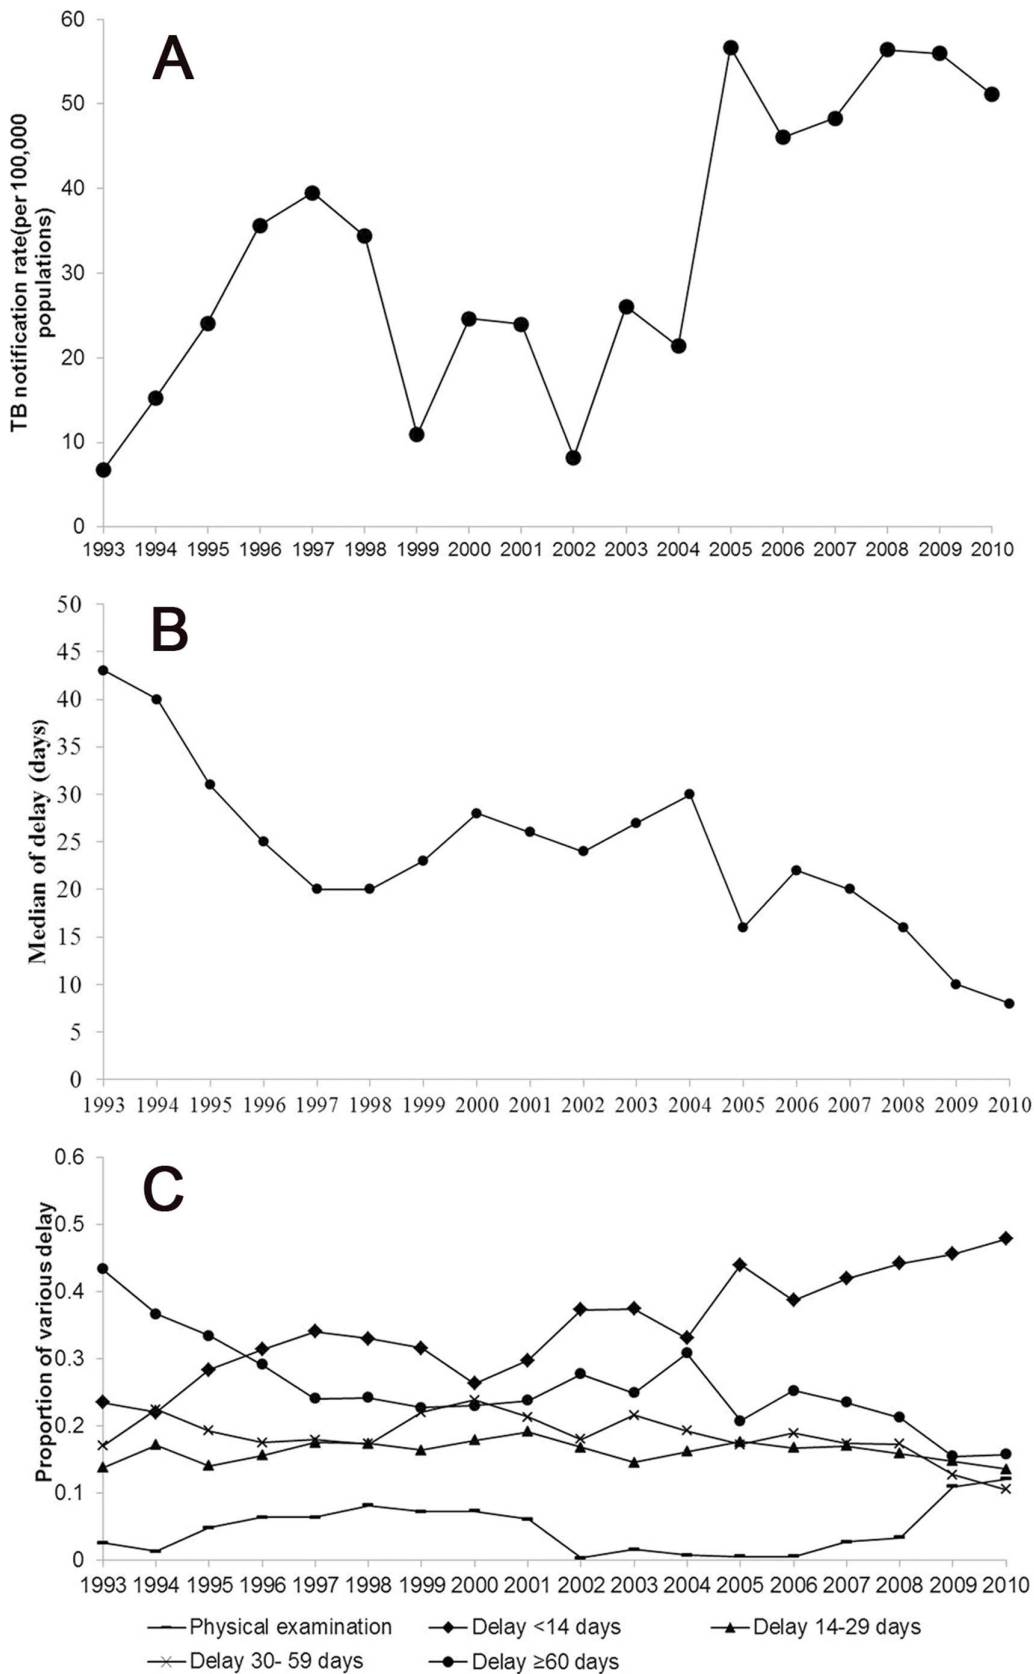 60
A
50
40
30
20
10
0
TB notification rate(per 100,000
populations)
1993 1994 1995 1996 1997 1998 1999 2000 2001 2002 2003 2004 2005 2006 2007 2008 2009 2010
50
B
45
40
35
30
25
20
15
10
5
0
Median of delay (days)
1993 1994 1995 1996 1997 1998 1999 2000 2001 2002 2003 2004 2005 2006 2007 2008 2009 2010
0.6
C
0.5
0.4
0.3
0.2
0.1
0
Proportion of various delay
1993 1994 1995 1996 1997 1998 1999 2000 2001 2002 2003 2004 2005 2006 2007 2008 2009 2010
Physical examination Delay <14 days Delay 14-29 days
Delay 30- 59 days Delay ≥60 days